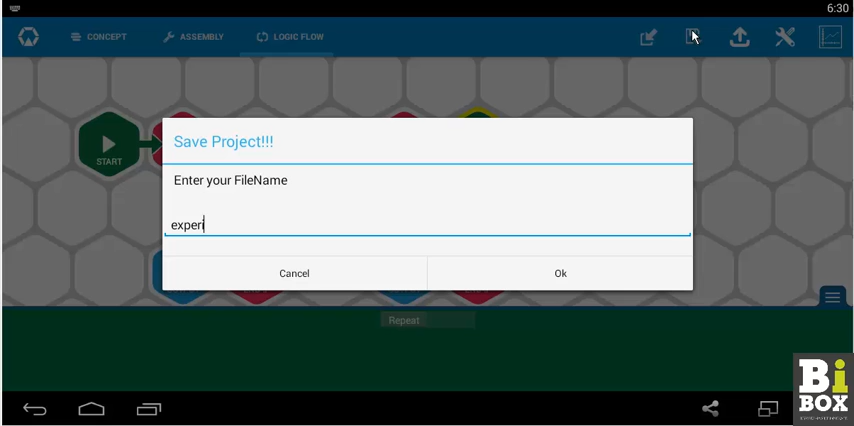 6:30
CONCEPT
ASSEMBLY
LOGIC FLOW
START
Save Project!!!
Enter your FileName
experi
Cancel
Ok
Repeat
Bi
BOX